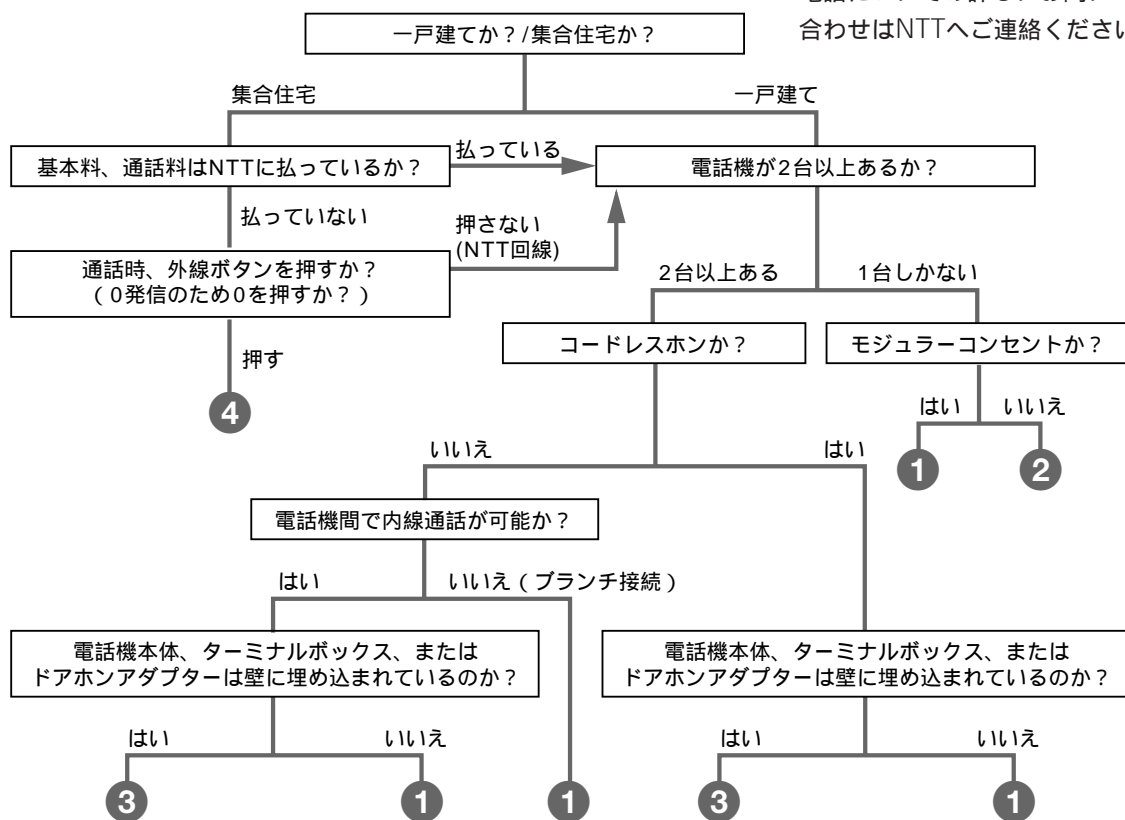 合わせはNTTへご連絡ください
一戸建てか？/集合住宅か？
集合住宅
一戸建て
基本料、通話料はNTTに払っているか？
払っている
電話機が2台以上あるか？
払っていない
押さない
(NTT回線)
通話時、外線ボタンを押すか？
（0発信のため0を押すか？）
2台以上ある
1台しかない
コードレスホンか？
モジュラーコンセントか？
押す
4
はい
いいえ
1
2
いいえ
はい
電話機間で内線通話が可能か？
はい
いいえ（ブランチ接続）
電話機本体、ターミナルボックス、または
ドアホンアダプターは壁に埋め込まれているのか？
電話機本体、ターミナルボックス、または
ドアホンアダプターは壁に埋め込まれているのか？
はい
いいえ
はい
いいえ
3
1
1
3
1